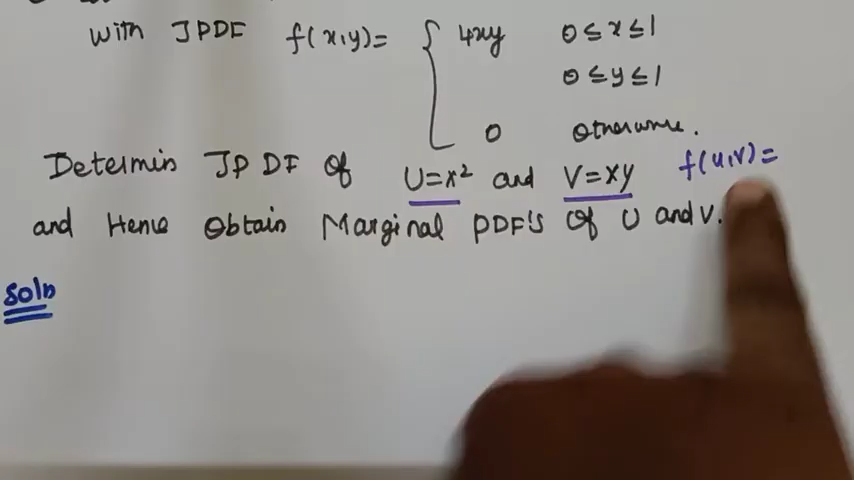 with JPDF f(x,y)= { 4xy 0≤x≤1
0≤y≤1
0 otherwise.
Determin JPDF of U=x² and V=xy f(u,v)=
and Hence Obtain Marginal PDF'S of U and V.
Soln